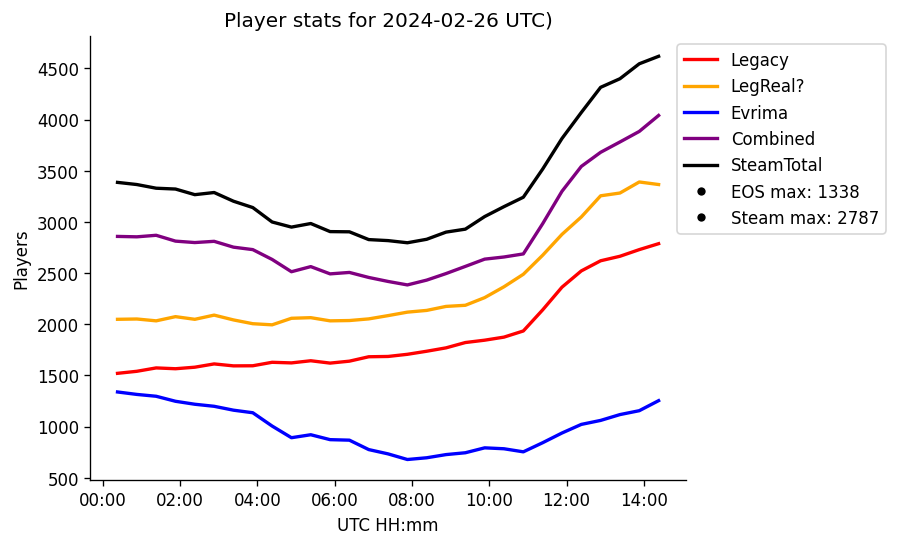 Player stats for 2024-02-26 UTC)
4500
4000
3500
3000
2500
2000
1500
1000
500
Players
00:00 02:00 04:00 06:00 08:00 10:00 12:00 14:00
UTC HH:mm
Legacy
LegReal?
Evrima
Combined
SteamTotal
EOS max: 1338
Steam max: 2787